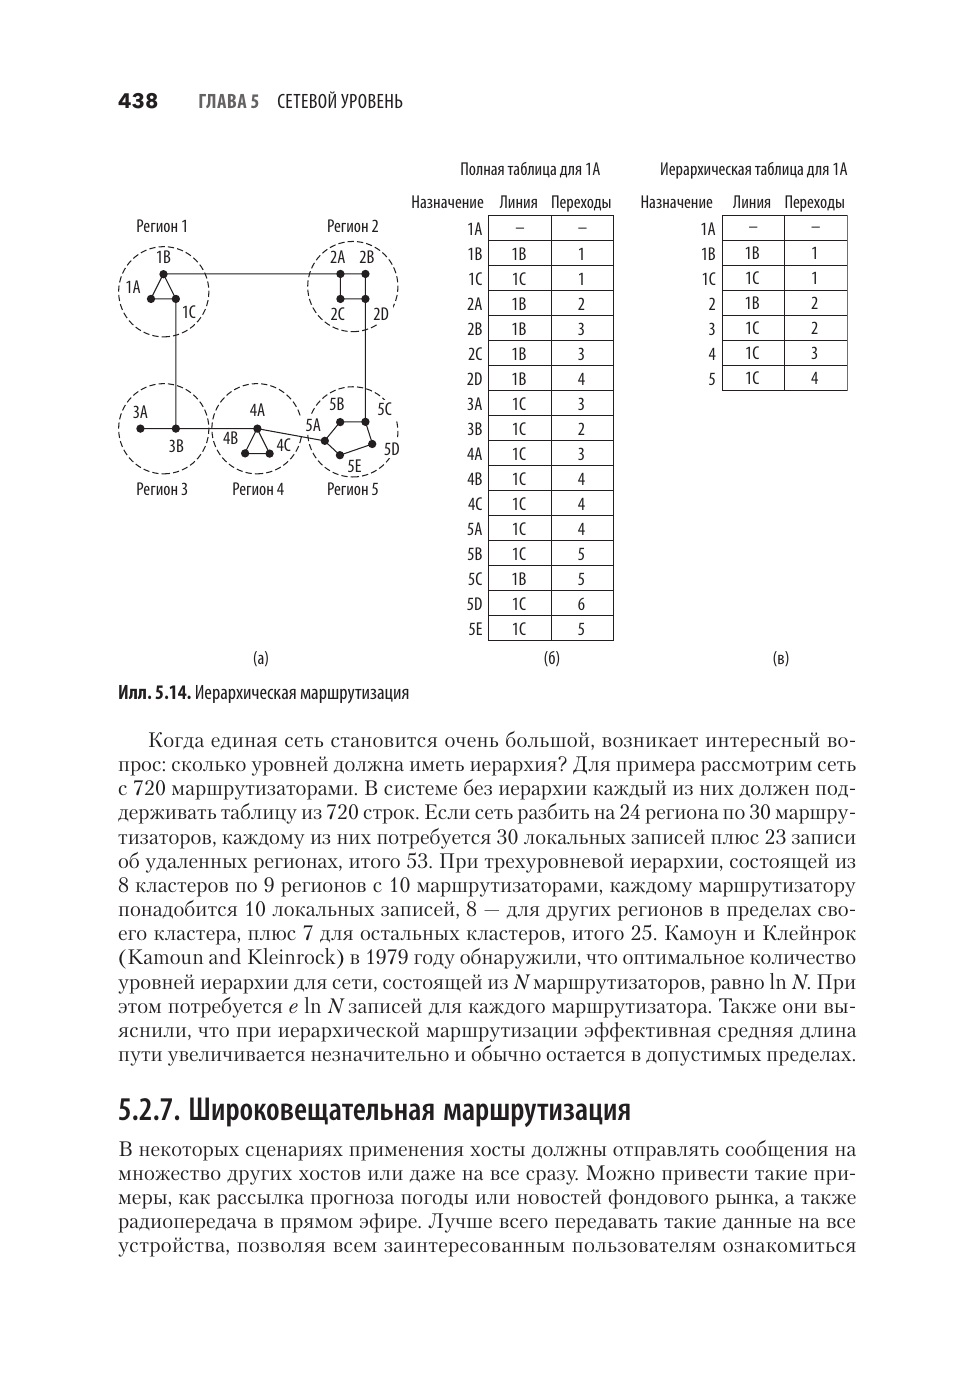 438 ГЛАВА 5 СЕТЕВОЙ УРОВЕНЬ
Регион 1
Регион 2
1B
1A
1C
2A 2B
2C 2D
3A
3B
4A
4B
4C
5A
5B
5C
5D
5E
Регион 3 Регион 4 Регион 5
(а)
Полная таблица для 1A
Назначение Линия Переходы
1A – –
1B 1B 1
1C 1C 1
2A 1B 2
2B 1B 3
2C 1B 3
2D 1B 4
3A 1C 3
3B 1C 2
4A 1C 3
4B 1C 4
4C 1C 4
5A 1C 4
5B 1C 5
5C 1B 5
5D 1C 6
5E 1C 5
(б)
Иерархическая таблица для 1A
Назначение Линия Переходы
1A – –
1B 1B 1
1C 1C 1
2 1B 2
3 1C 2
4 1C 3
5 1C 4
(в)
Илл. 5.14. Иерархическая маршрутизация
Когда единая сеть становится очень большой, возникает интересный во-
прос: сколько уровней должна иметь иерархия? Для примера рассмотрим сеть
с 720 маршрутизаторами. В системе без иерархии каждый из них должен под-
держивать таблицу из 720 строк. Если сеть разбить на 24 региона по 30 маршру-
тизаторов, каждому из них потребуется 30 локальных записей плюс 23 записи
об удаленных регионах, итого 53. При трехуровневой иерархии, состоящей из
8 кластеров по 9 регионов с 10 маршрутизаторами, каждому маршрутизатору
понадобится 10 локальных записей, 8 — для других регионов в пределах сво-
его кластера, плюс 7 для остальных кластеров, итого 25. Камоун и Клейнрок
(Kamoun and Kleinrock) в 1979 году обнаружили, что оптимальное количество
уровней иерархии для сети, состоящей из N маршрутизаторов, равно ln N. При
этом потребуется e ln N записей для каждого маршрутизатора. Также они вы-
яснили, что при иерархической маршрутизации эффективная средняя длина
пути увеличивается незначительно и обычно остается в допустимых пределах.
5.2.7. Широковещательная маршрутизация
В некоторых сценариях применения хосты должны отправлять сообщения на
множество других хостов или даже на все сразу. Можно привести такие при-
меры, как рассылка прогноза погоды или новостей фондового рынка, а также
радиопередача в прямом эфире. Лучше всего передавать такие данные на все
устройства, позволяя всем заинтересованным пользователям ознакомиться